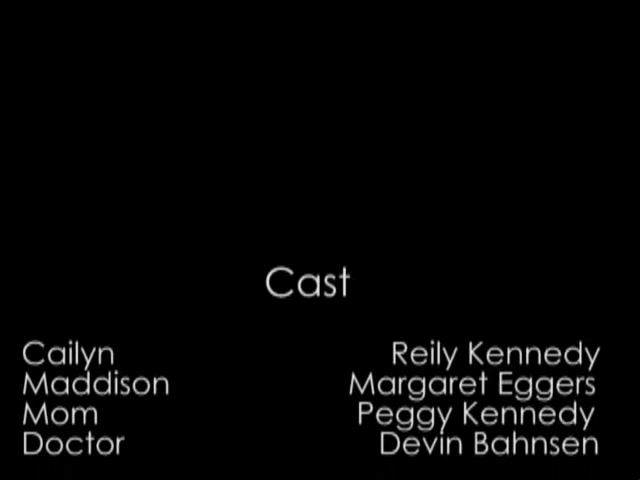 Cast
Cailyn Reily Kennedy
Maddison Margaret Eggers
Mom Peggy Kennedy
Doctor Devin Bahnsen